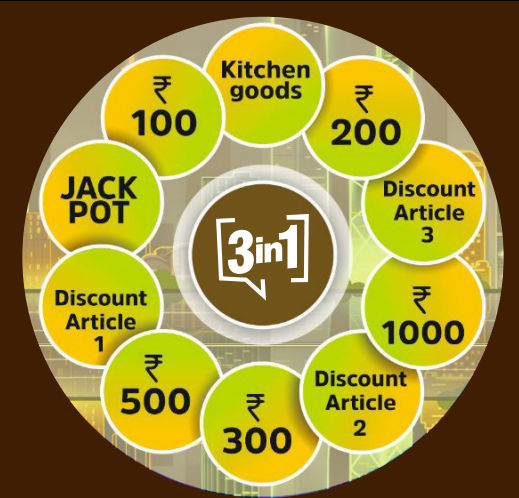 Kitchen
goods
₹
200
Discount
Article
3
₹
1000
Discount
Article
2
₹
300
₹
500
Discount
Article
1
JACK
POT
₹
100
3in1